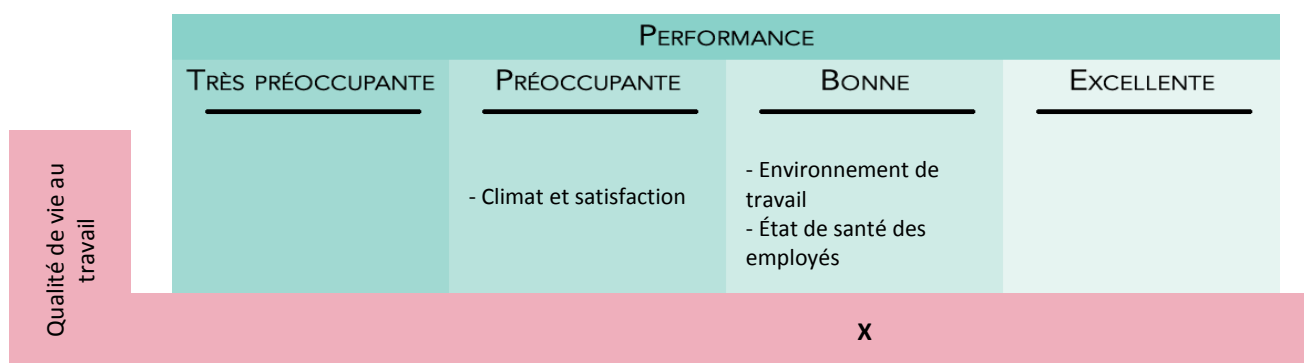 PERFORMANCE
TRÈS PRÉOCCUPANTE
PRÉOCCUPANTE
BONNE
EXCELLENTE
Qualité de vie au
travail
- Climat et satisfaction
- Environnement de
travail
- État de santé des
employés
X